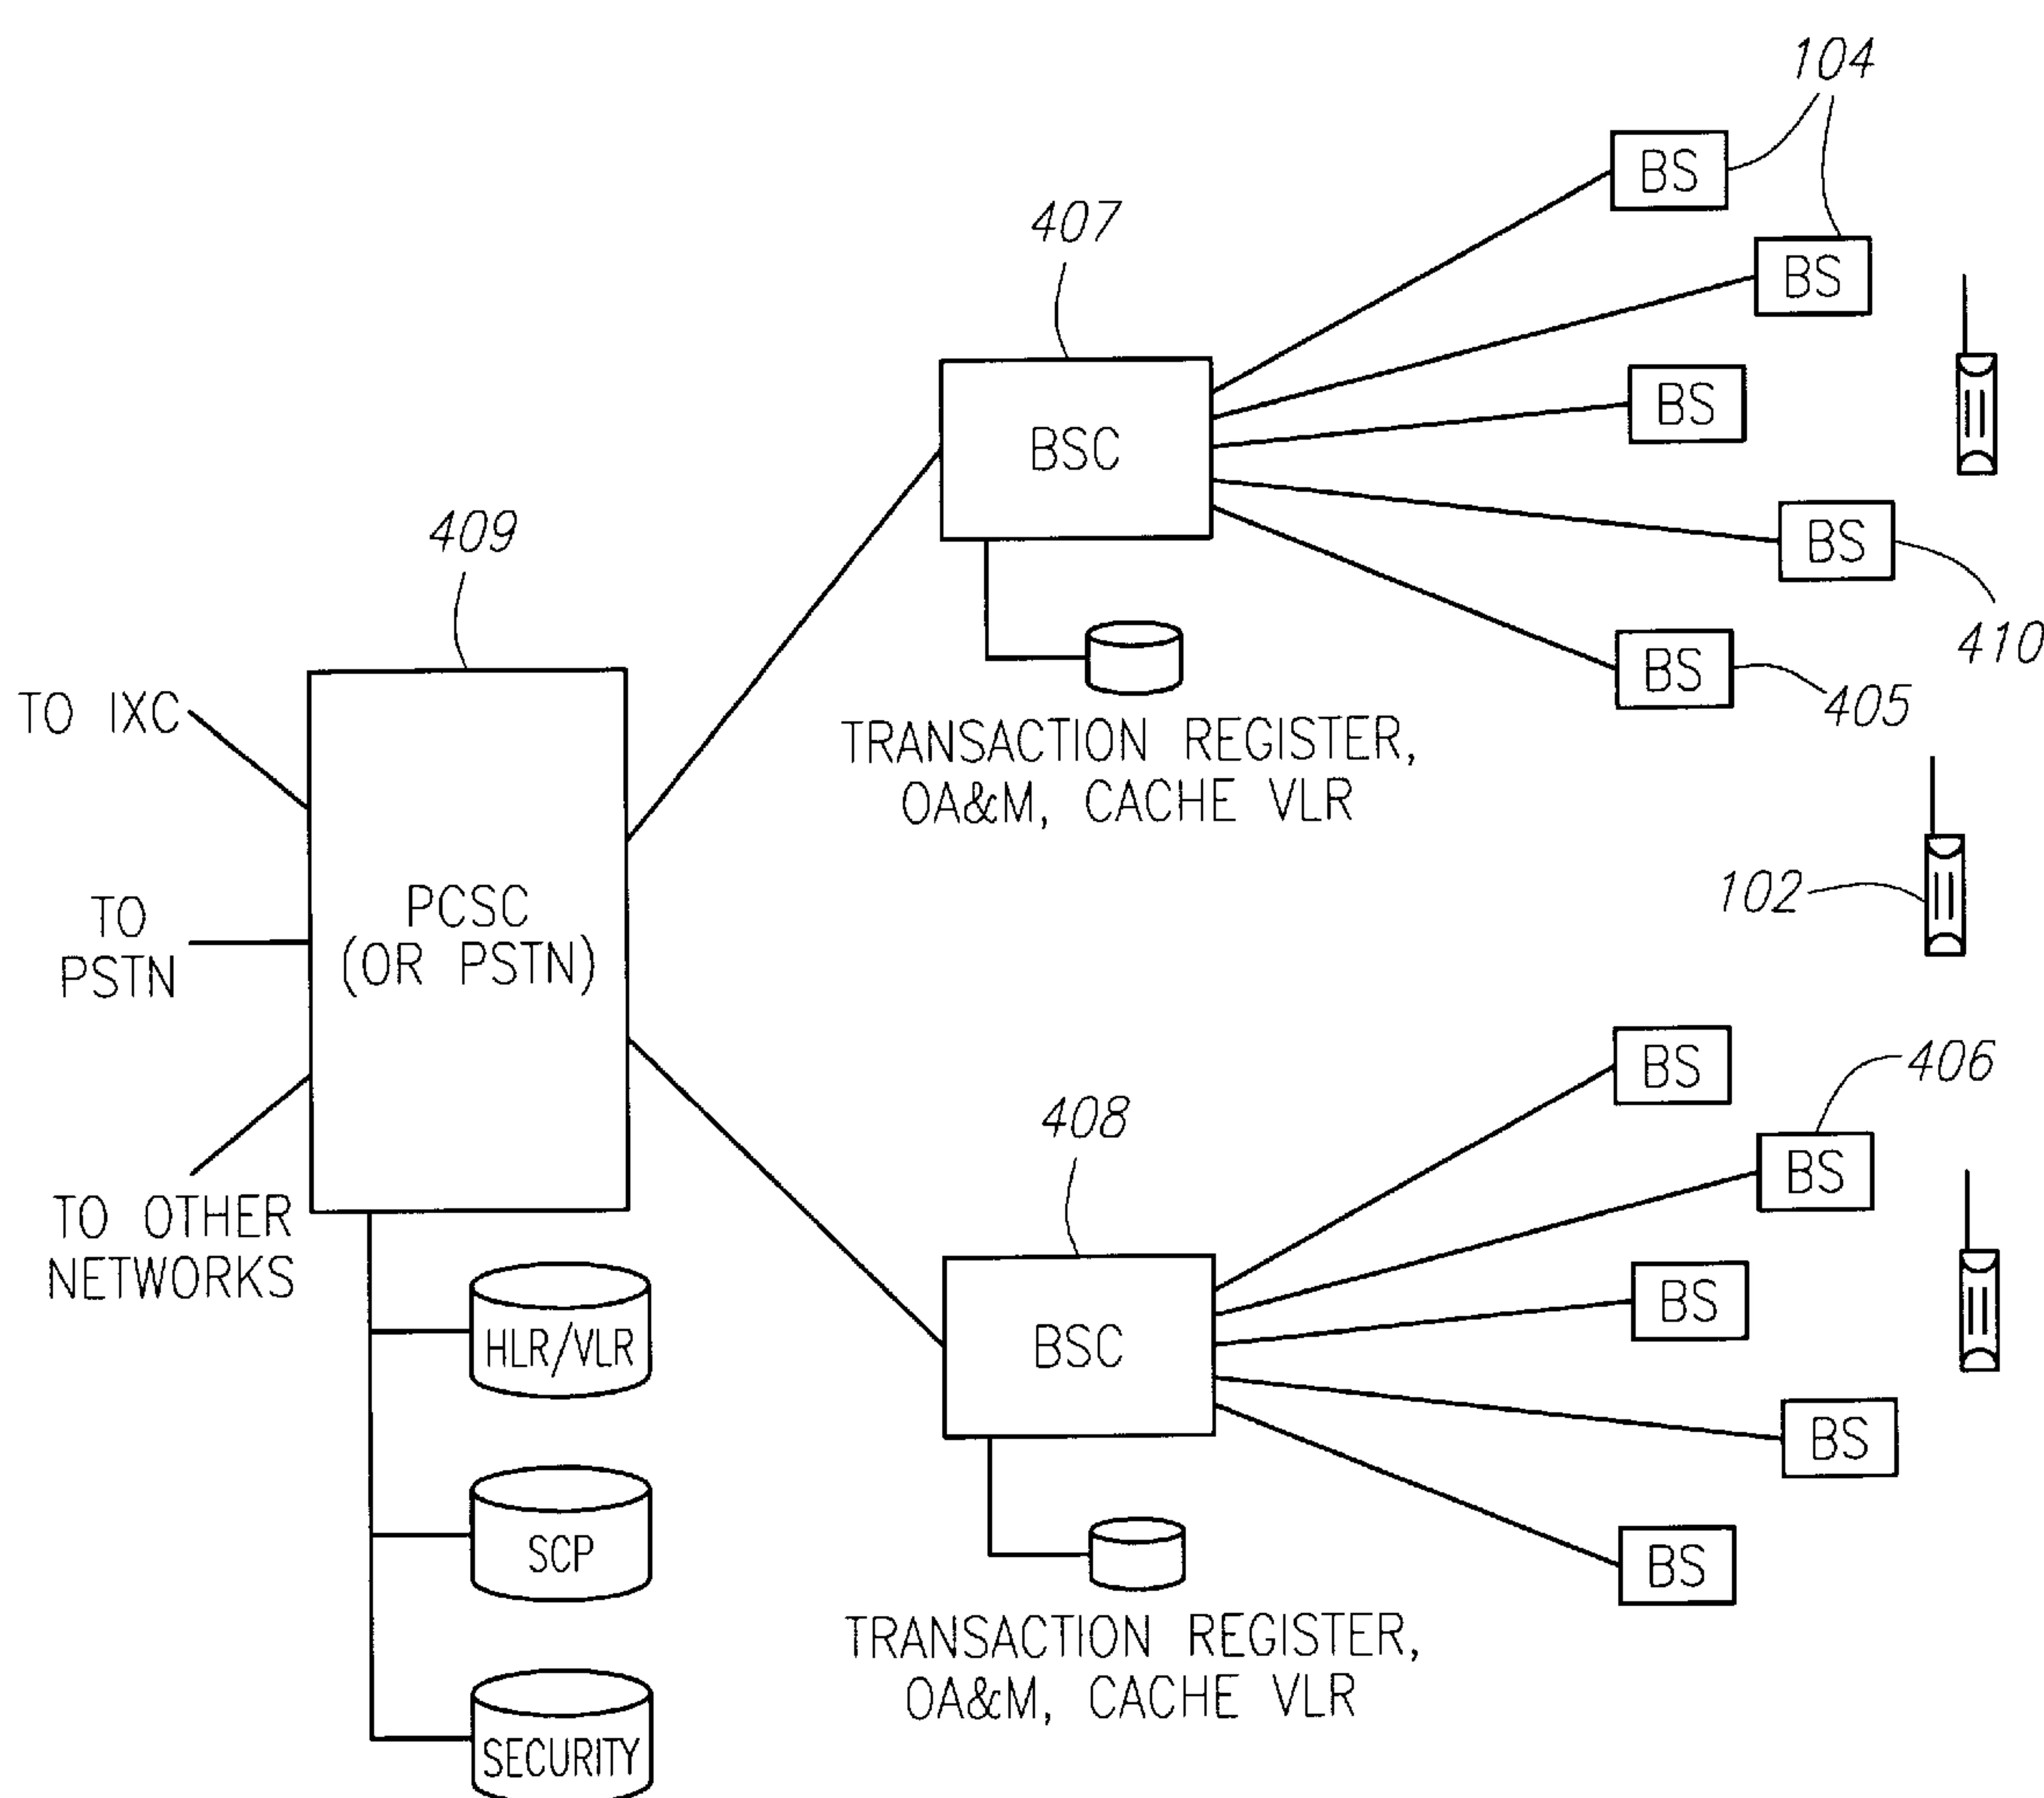 104
BS
407
BS
BSC
BS
409
BS
410
BS
405
TO IXC
TRANSACTION REGISTER,
OA&M, CACHE VLR
PCSC
(OR PSTN)
TO
PSTN
102
BS
406
408
BS
TO OTHER
NETWORKS
BS
HLR/VLR
BSC
BS
SCP
BS
TRANSACTION REGISTER,
OA&M, CACHE VLR
SECURITY